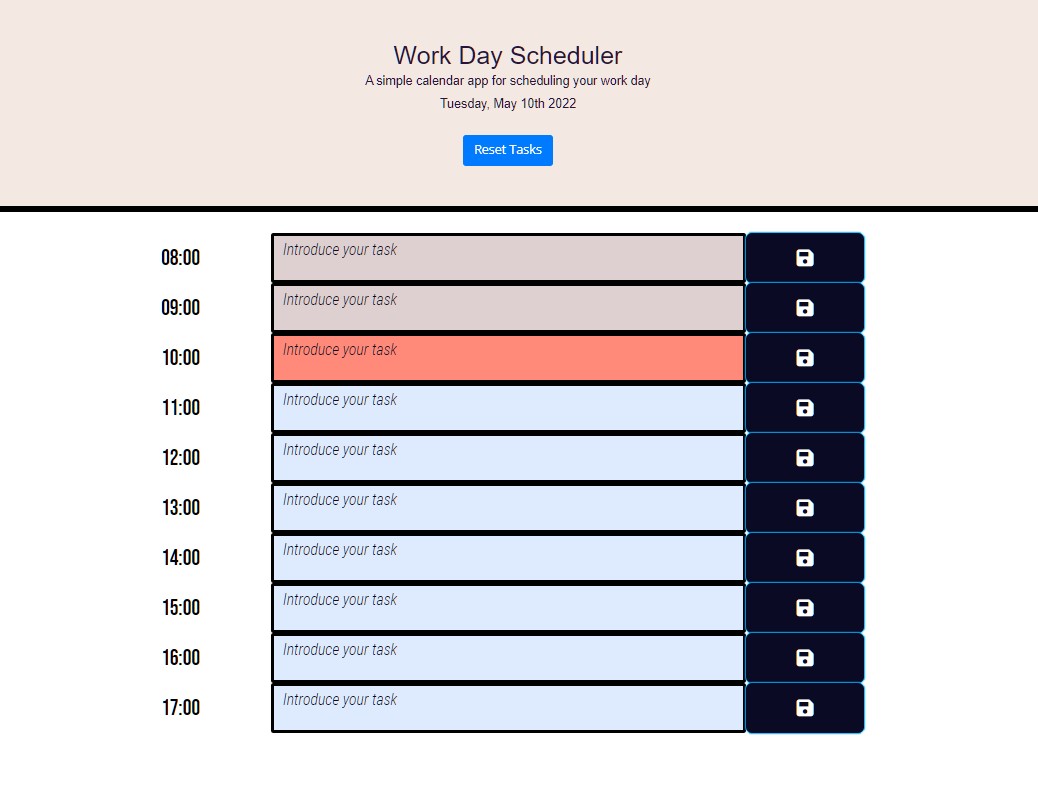 Work Day Scheduler
A simple calendar app for scheduling your work day
Tuesday, May 10th 2022
Reset Tasks
08:00 Introduce your task
09:00 Introduce your task
10:00 Introduce your task
11:00 Introduce your task
12:00 Introduce your task
13:00 Introduce your task
14:00 Introduce your task
15:00 Introduce your task
16:00 Introduce your task
17:00 Introduce your task